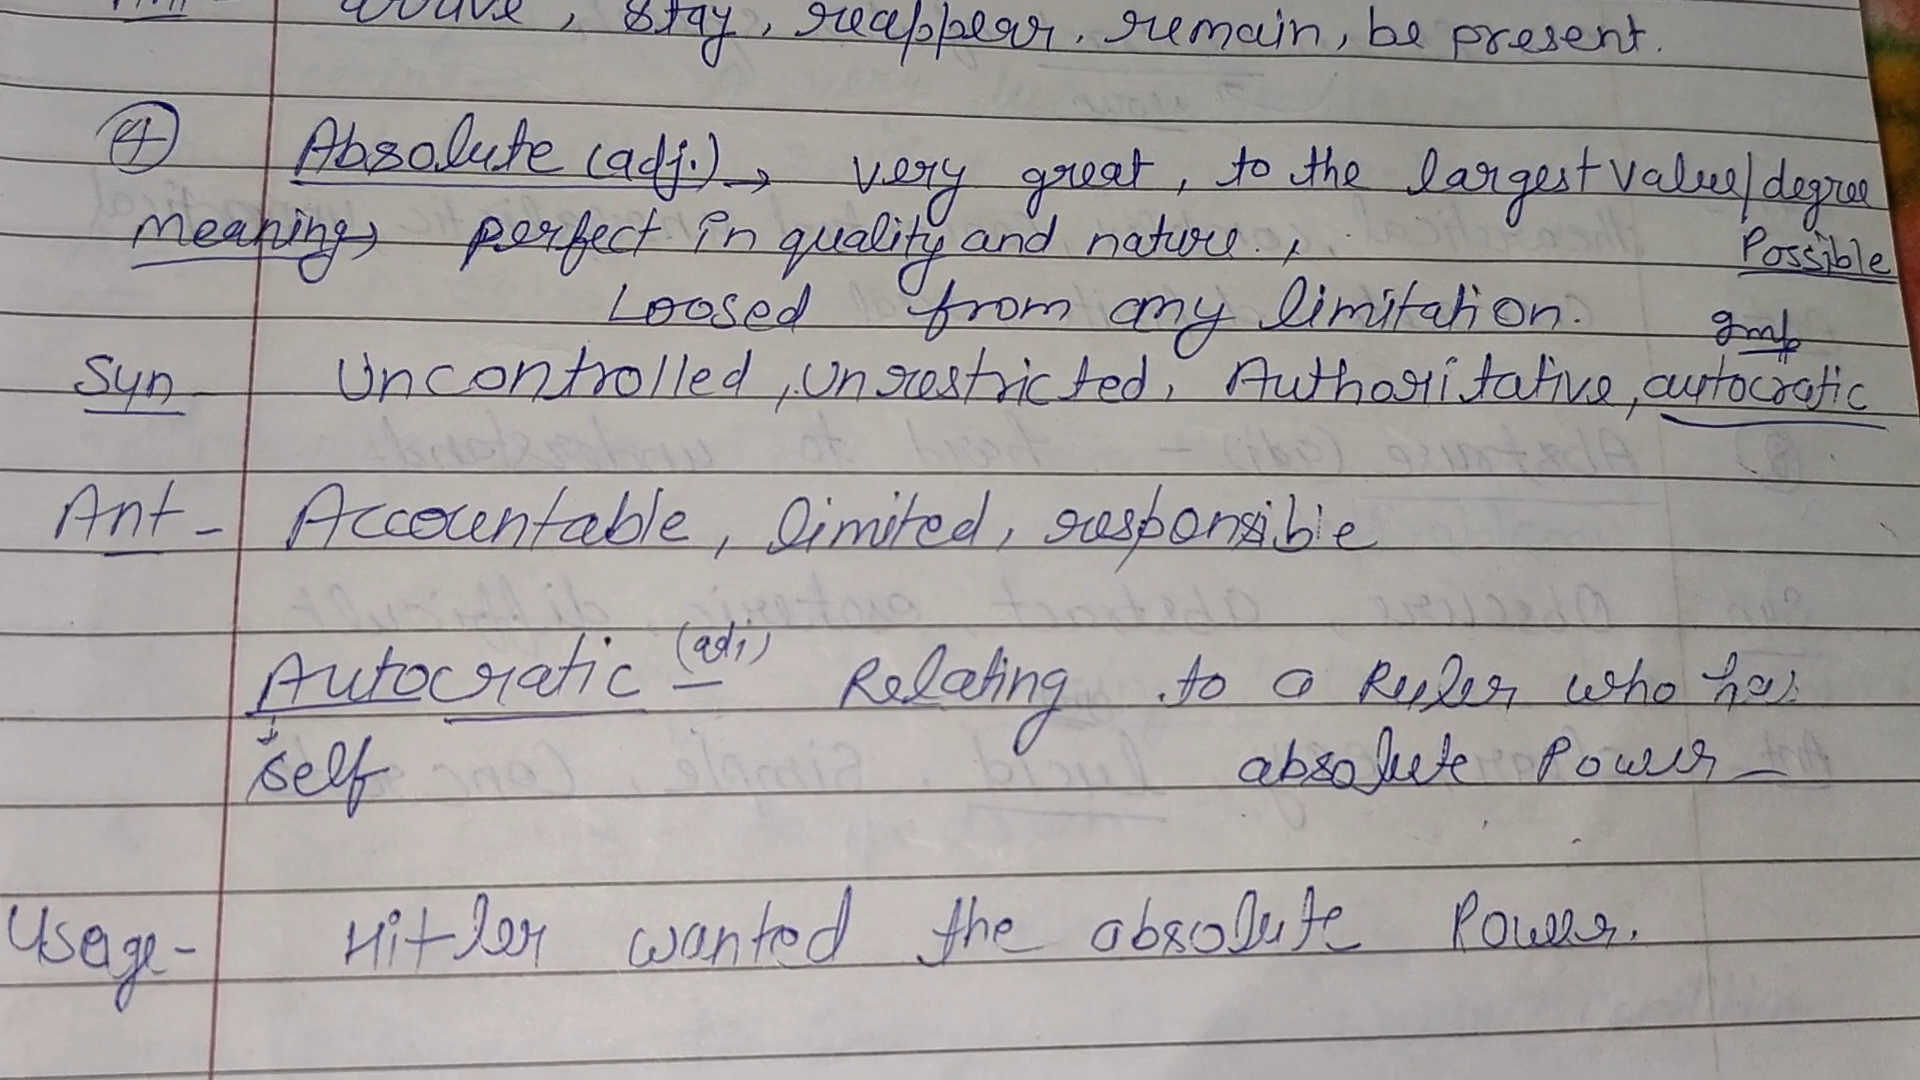 stay, reappear, remain, be present.
④ Absolute (adj.) → very great, to the largest value/degree possible
Meaning → perfect in quality and nature.,
Loosed from any limitation.
Imp
Syn - Uncontrolled, Unrestricted, Authoritative, autocratic
Ant - Accountable, limited, responsible
Autocratic (adj) - Relating to a Ruler who has
↓
self absolute Power -
Usage - Hitler wanted the absolute Power.